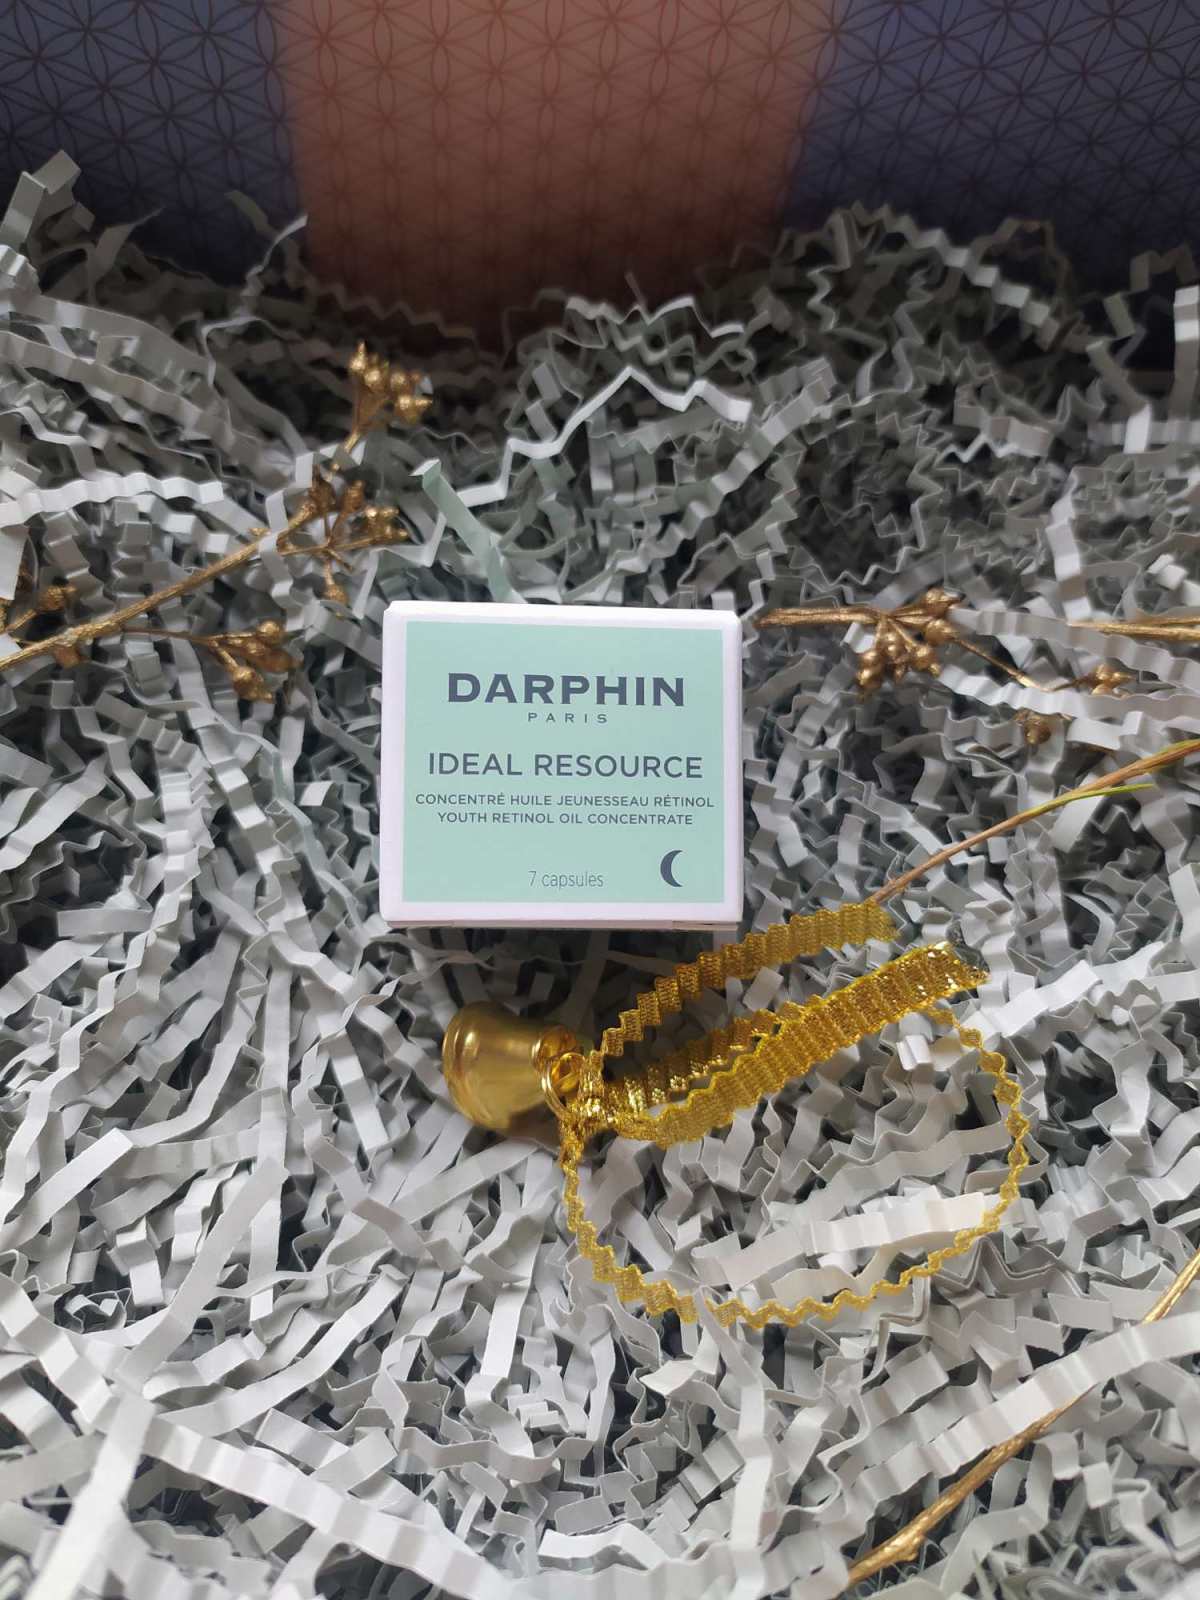 DARPHIN
PARIS
IDEAL RESOURCE
CONCENTRÉ HUILE JEUNESSEAU RÉTINOL
YOUTH RETINOL OIL CONCENTRATE
7 capsules